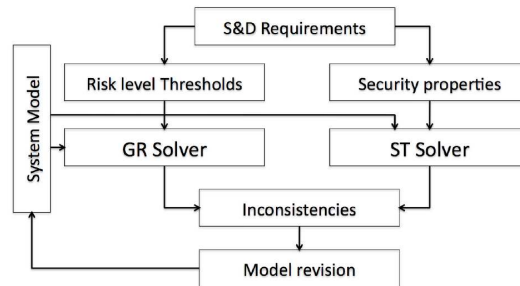 S&D Requirements
Risk level Thresholds
Security properties
System Model
GR Solver
ST Solver
Inconsistencies
Model revision